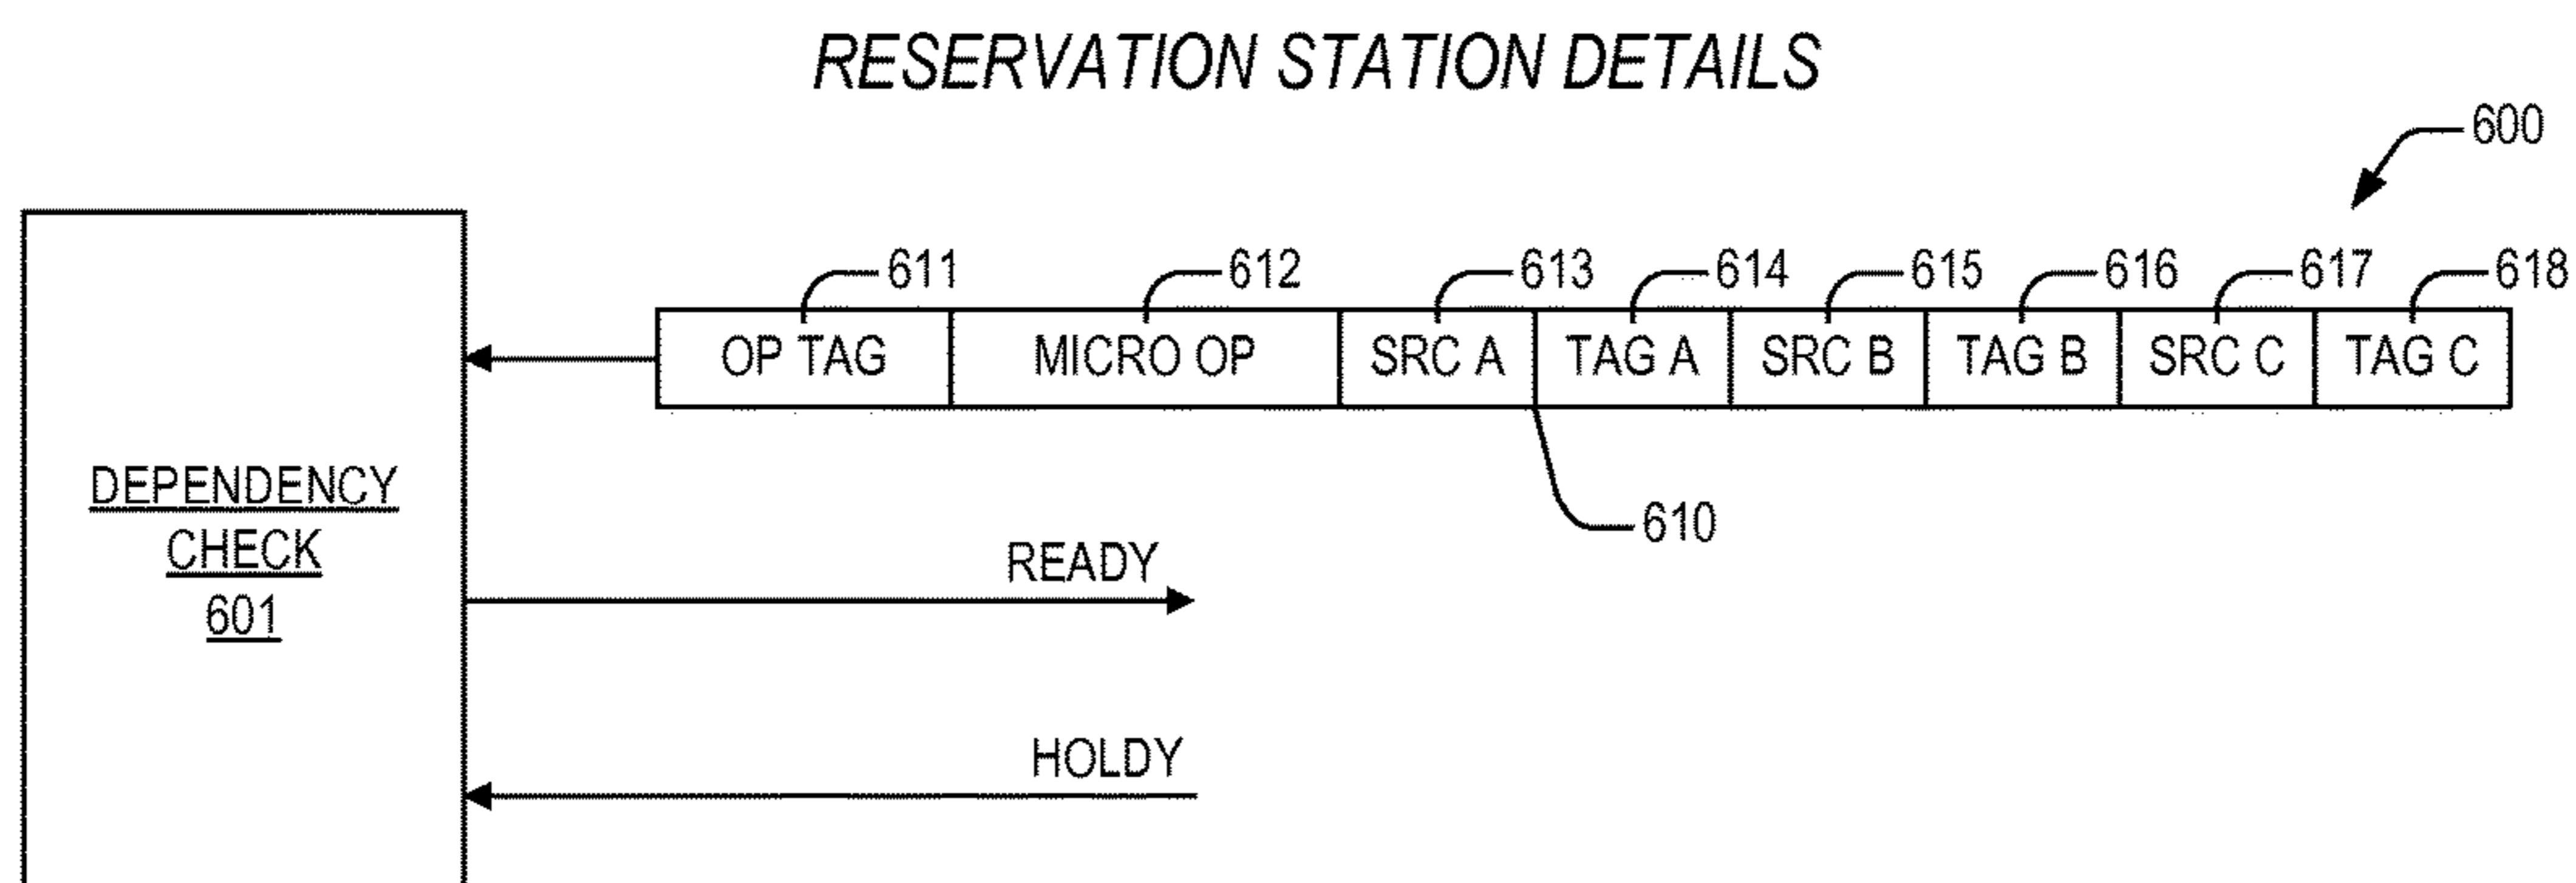 RESERVATION STATION DETAILS
600
611 612 613 614 615 616 617 618
OP TAG MICRO OP SRC A TAG A SRC B TAG B SRC C TAG C
610
DEPENDENCY
CHECK
601
READY
HOLDY